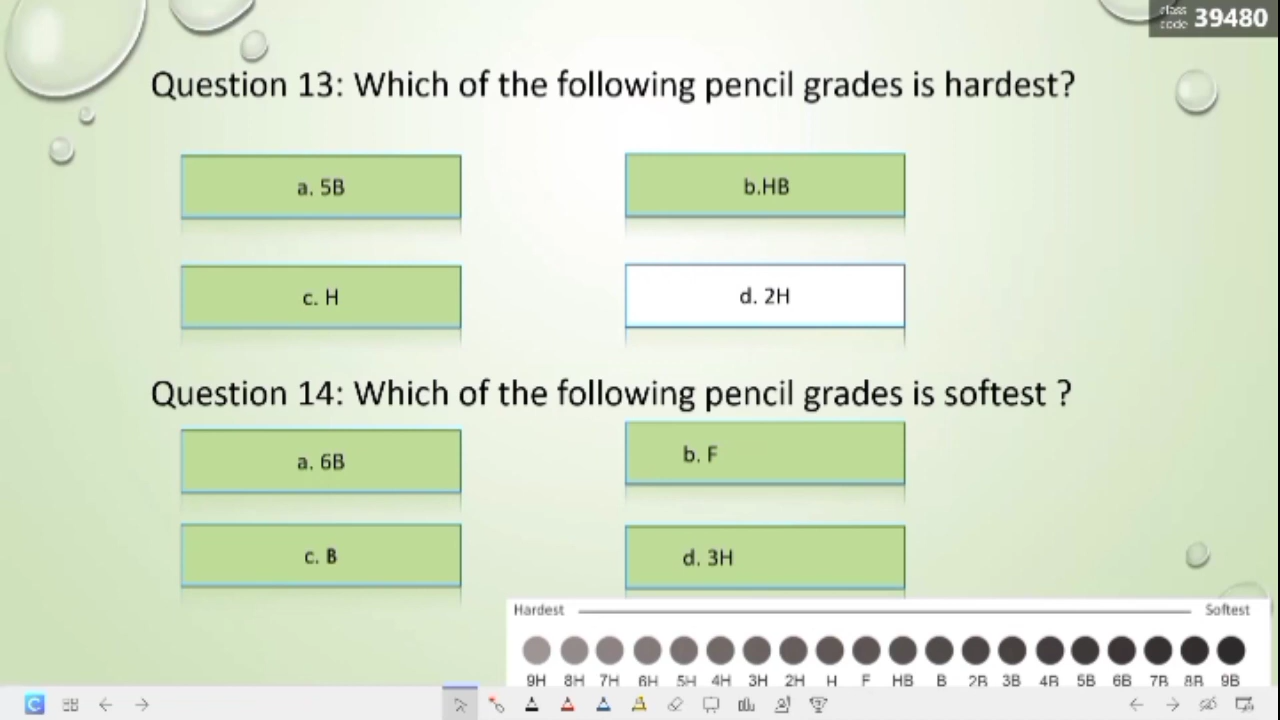 class
code 39480
Question 13: Which of the following pencil grades is hardest?
a. 5B
b.HB
c. H
d. 2H
Question 14: Which of the following pencil grades is softest ?
a. 6B
b. F
c. B
d. 3H
Hardest Softest
9H 8H 7H 6H 5H 4H 3H 2H H F HB B 2B 3B 4B 5B 6B 7B 8B 9B